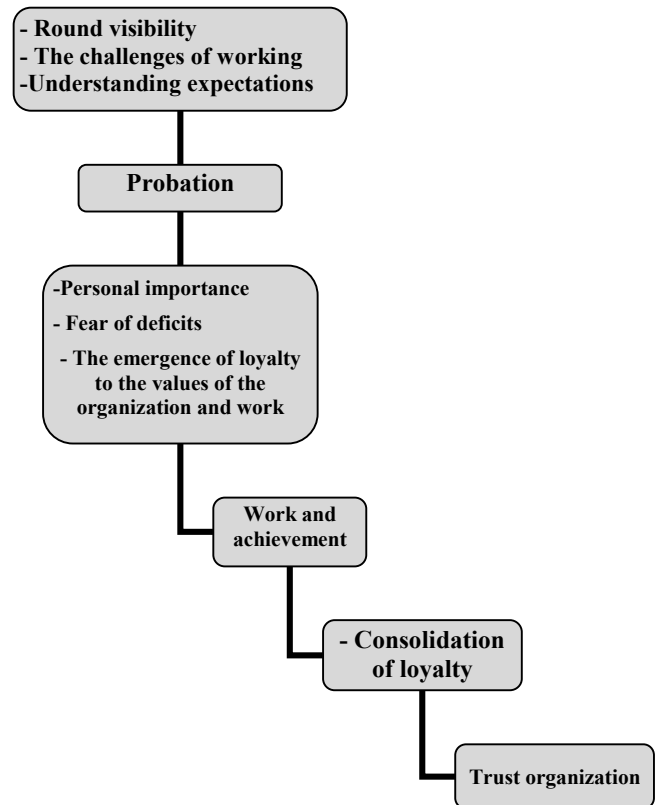 - Round visibility
- The challenges of working
-Understanding expectations
Probation
-Personal importance
- Fear of deficits
- The emergence of loyalty
to the values of the
organization and work
Work and
achievement
- Consolidation
of loyalty
Trust organization